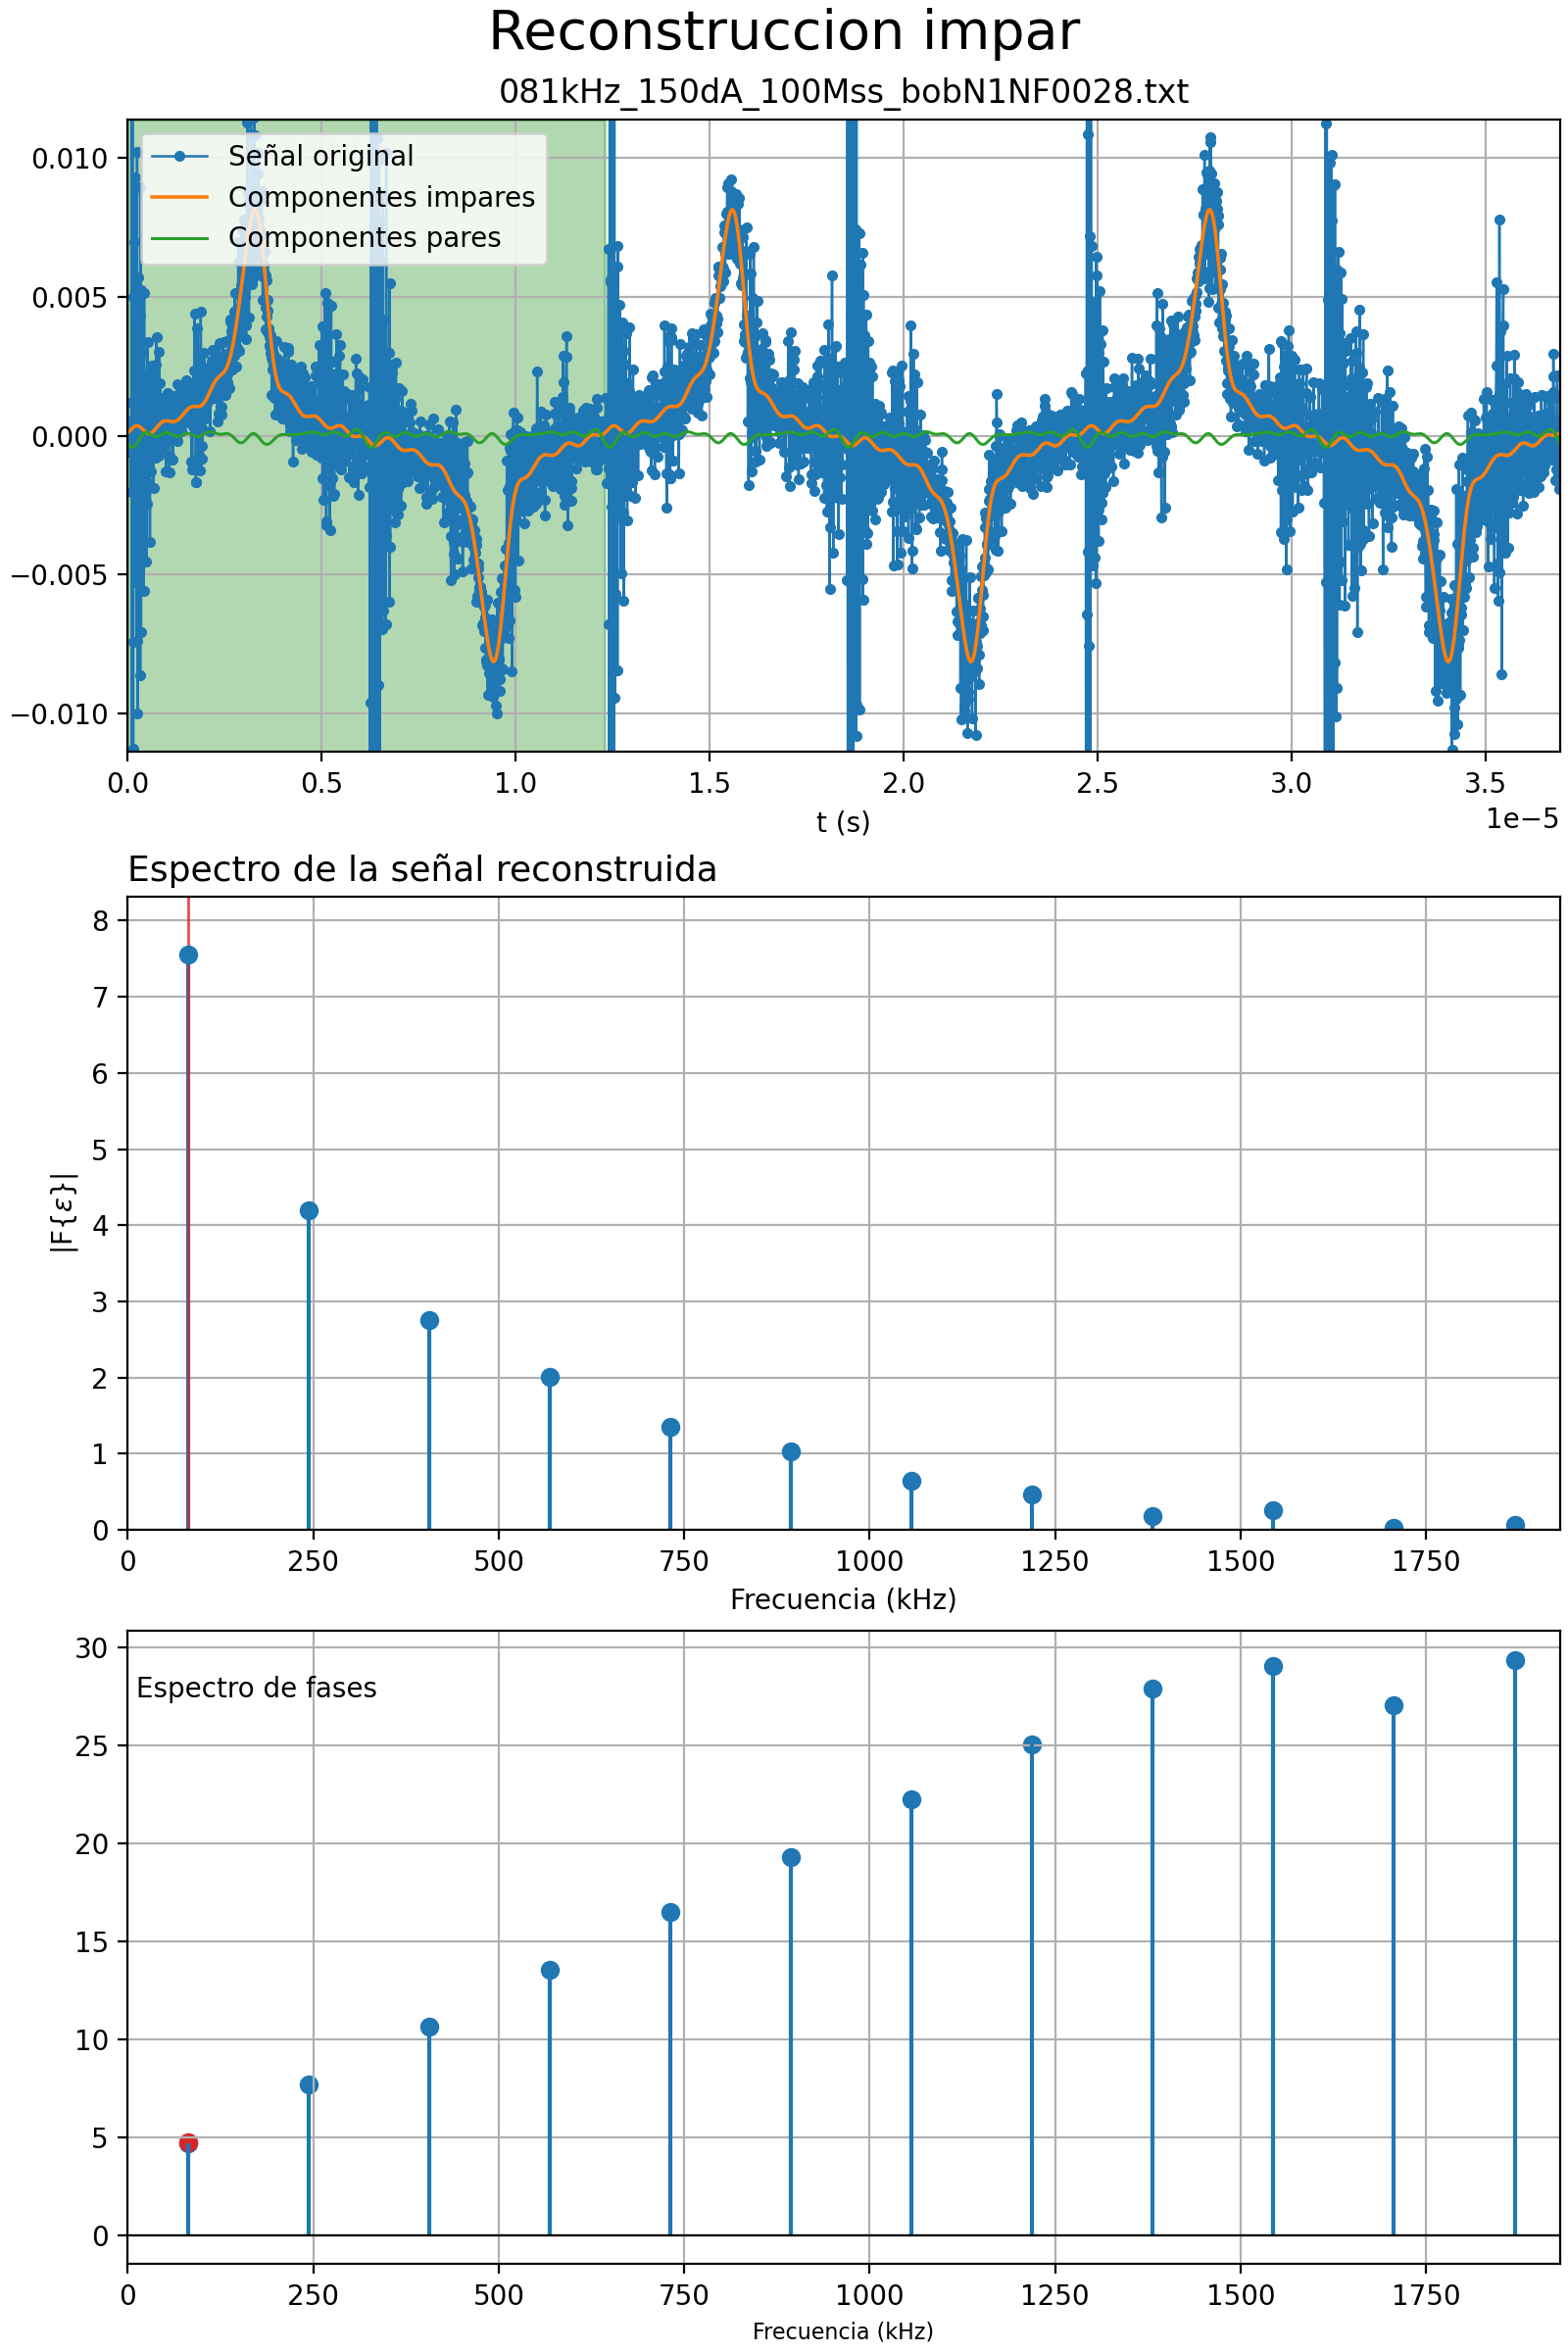 Reconstruccion impar
081kHz_150dA_100Mss_bobN1NF0028.txt
Señal original
Componentes impares
Componentes pares
0.010
0.005
0.000
−0.005
−0.010
0.0 0.5 1.0 1.5 2.0 2.5 3.0 3.5
1e−5
t (s)
Espectro de la señal reconstruida
8
7
6
5
4
3
2
1
0
|F{ε}|
0 250 500 750 1000 1250 1500 1750
Frecuencia (kHz)
Espectro de fases
30
25
20
15
10
5
0
0 250 500 750 1000 1250 1500 1750
Frecuencia (kHz)